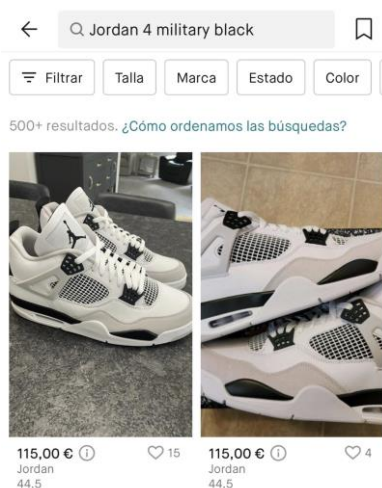 Jordan 4 military black
Filtrar Talla Marca Estado Color
500+ resultados. ¿Cómo ordenamos las búsquedas?
115,00 € 15
Jordan
44,5
115,00 € 4
Jordan
44,5